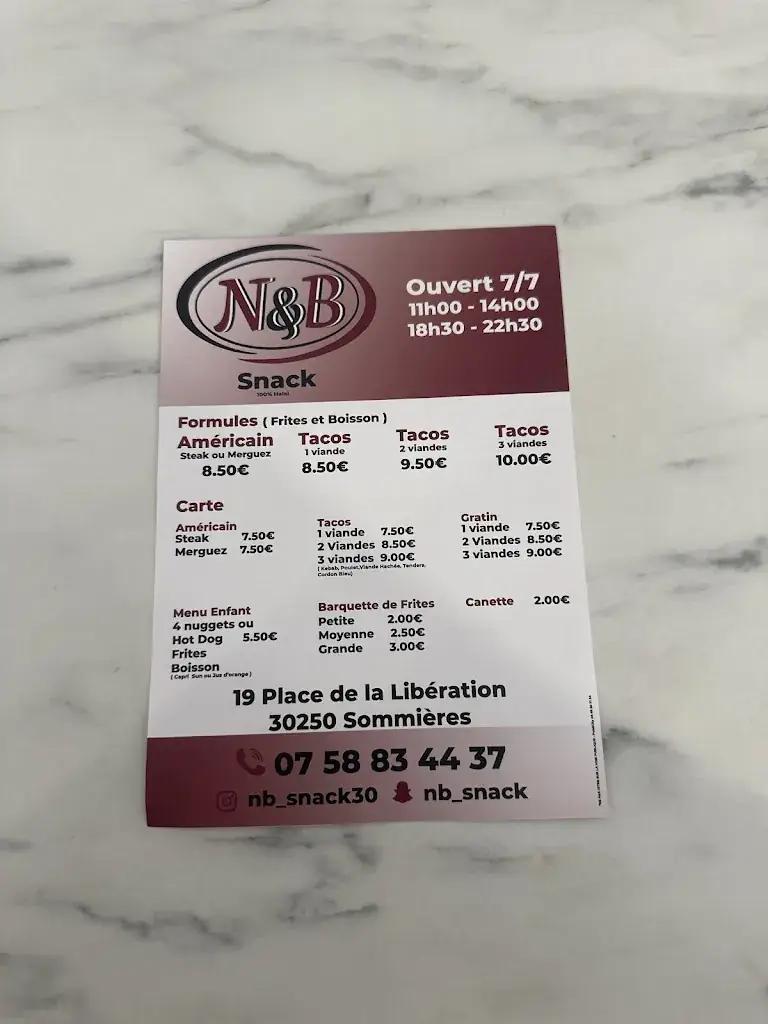 N&B
Snack
100% Halal
Ouvert 7/7
11h00 - 14h00
18h30 - 22h30
Formules ( Frites et Boisson )
Américain
Steak ou Merguez
8.50€
Tacos
1 viande
8.50€
Tacos
2 viandes
9.50€
Tacos
3 viandes
10.00€
Carte
Américain
Steak 7.50€
Merguez 7.50€
Tacos
1 viande 7.50€
2 Viandes 8.50€
3 viandes 9.00€
( Kebab, Poulet,Viande Hachée, Tenders,
Cordon Bleu)
Gratin
1 viande 7.50€
2 Viandes 8.50€
3 viandes 9.00€
Menu Enfant
4 nuggets ou
Hot Dog 5.50€
Frites
Boisson
( Capri Sun ou Jus d'orange )
Barquette de Frites
Petite 2.00€
Moyenne 2.50€
Grande 3.00€
Canette 2.00€
19 Place de la Libération
30250 Sommières
07 58 83 44 37
nb_snack30 nb_snack